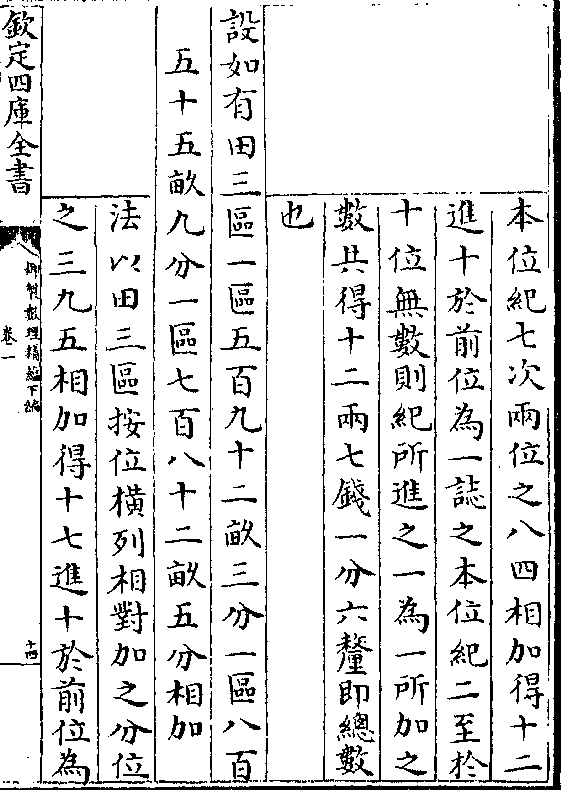 本位紀七次兩位之八四相加得十二
進十於前位為一誌之本位紀二至於
十位無數則紀所進之一為一所加之
數共得十二兩七錢一分六釐即總數
也
設如有田三區一區五百九十二畝三分一區八百
五十五畝九分一區七百八十二畝五分相加
法以田三區按位橫列相對加之分位
之三九五相加得十七進十於前位為
欽定四庫全書
御製數理精蘊下編
卷一
十四